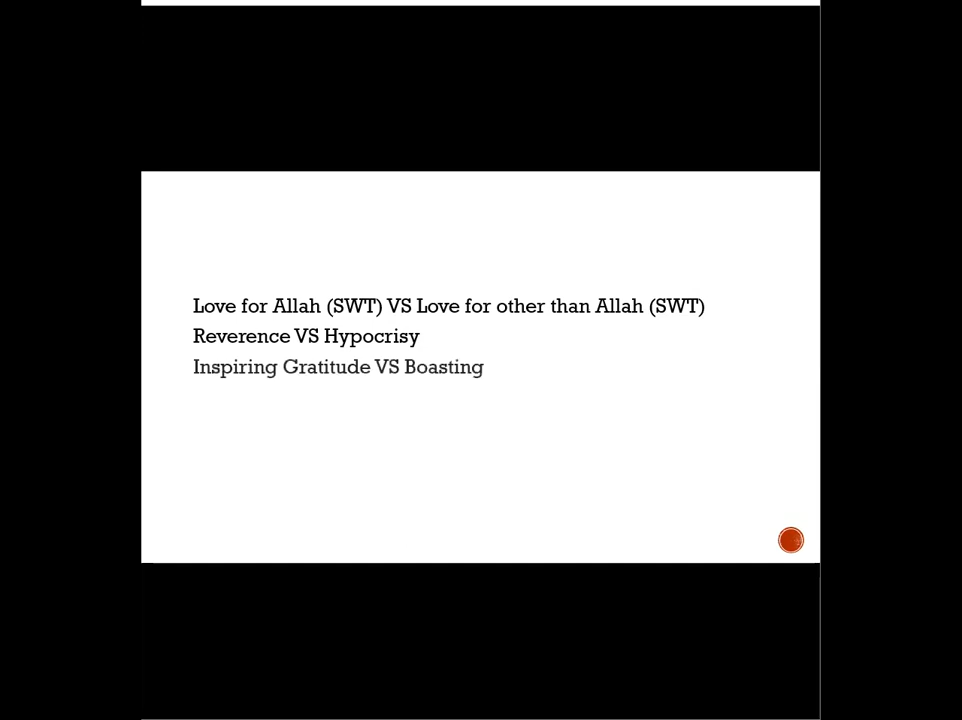 Love for Allah (SWT) VS Love for other than Allah (SWT)
Reverence VS Hypocrisy
Inspiring Gratitude VS Boasting